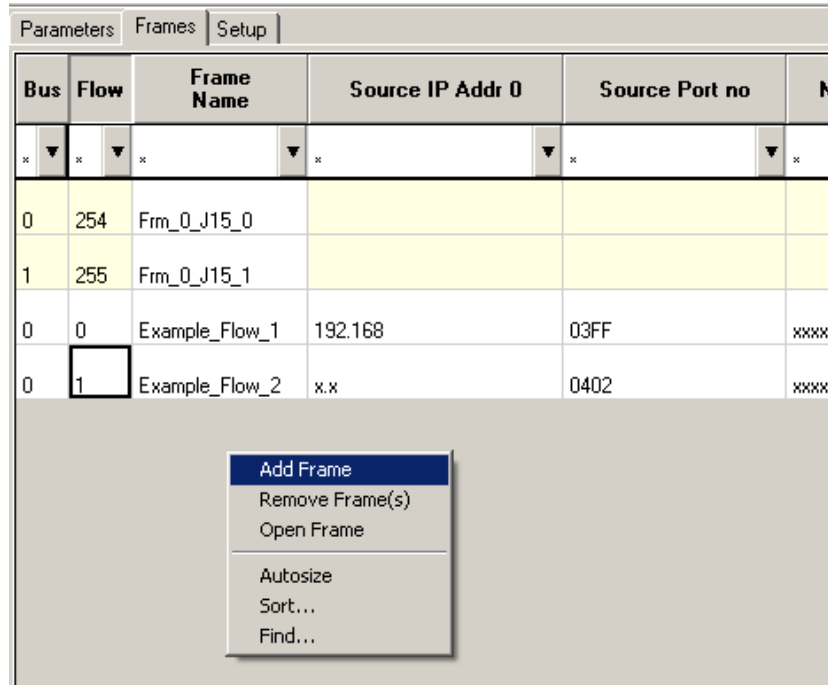 Parameters Frames Setup
Bus Flow Frame Name Source IP Addr 0 Source Port no N
* * * * * *
0 254 Frm_0_J15_0
1 255 Frm_0_J15_1
0 0 Example_Flow_1 192.168 03FF xxxx
0 1 Example_Flow_2 x.x 0402 xxxx
Add Frame
Remove Frame(s)
Open Frame
Autosize
Sort...
Find...